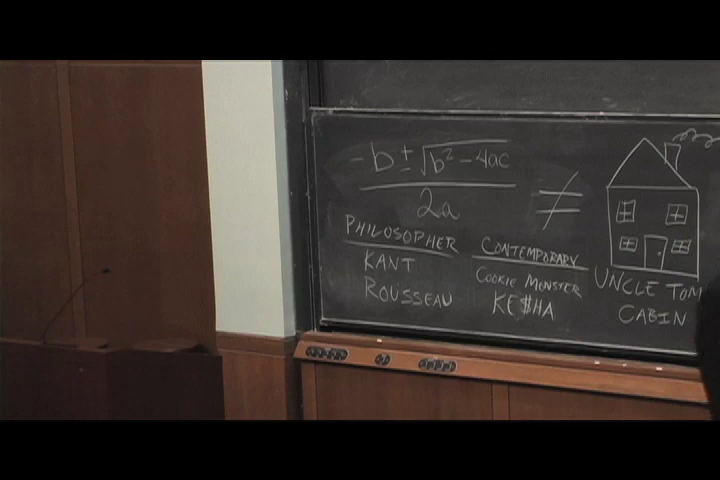 -b ± √b² - 4ac
2a
≠
PHILOSOPHER
KANT
ROUSSEAU
CONTEMPORARY
COOKIE MONSTER
KE$HA
UNCLE TOM
CABIN